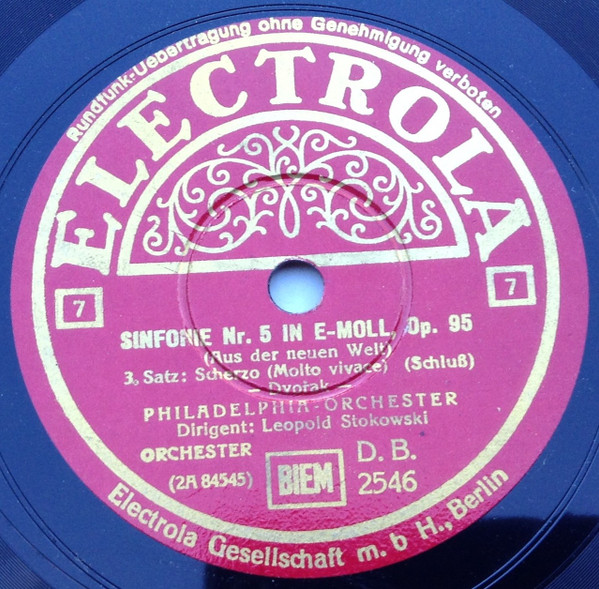 Rundfunk-Uebertragung ohne Genehmigung verboten
ELECTROLA
7
7
SINFONIE Nr. 5 IN E-MOLL, Op. 95
(Aus der neuen Welt)
3. Satz: Scherzo (Molto vivace) (Schluß)
Dvořak
PHILADELPHIA-ORCHESTER
Dirigent: Leopold Stokowski
ORCHESTER D. B.
(2A 84545) BIEM 2546
Electrola Gesellschaft m. b H., Berlin